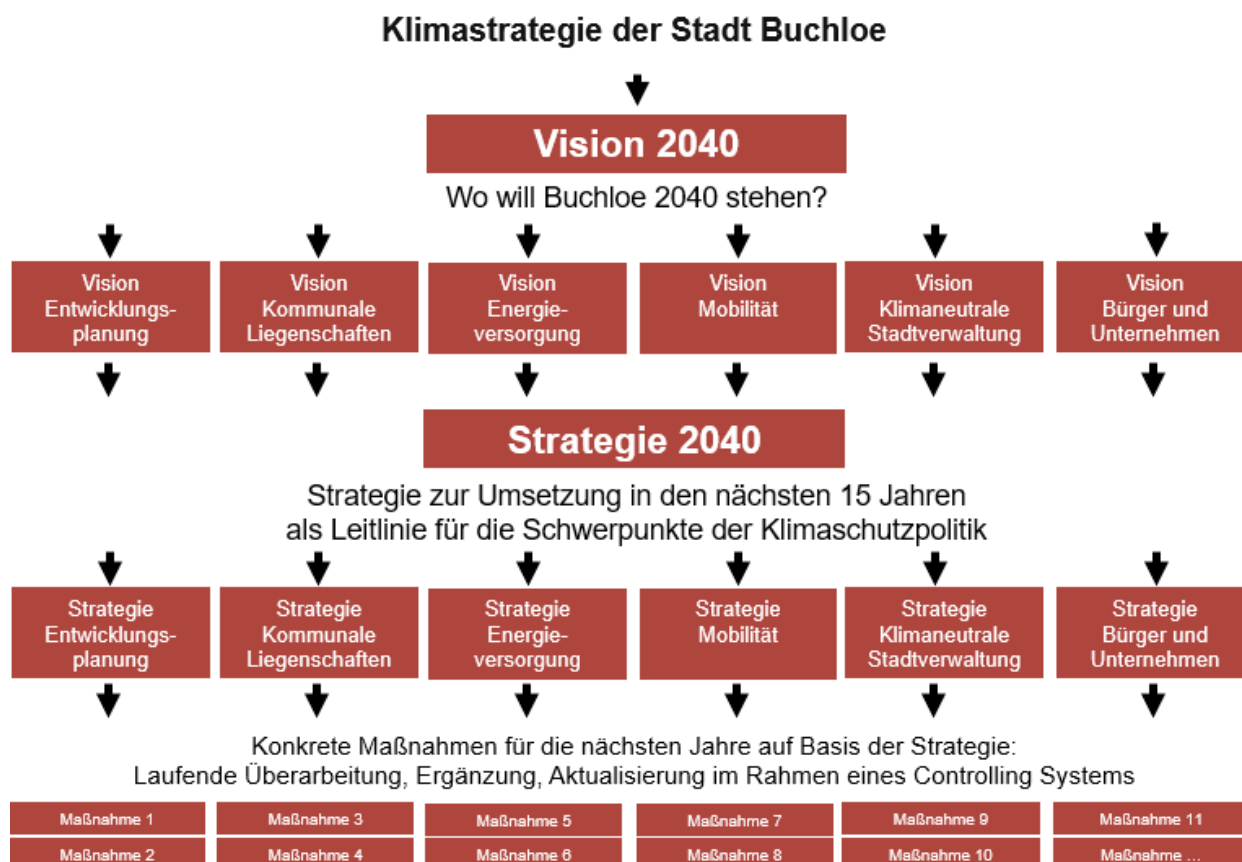 Klimastrategie der Stadt Buchloe
Vision 2040
Wo will Buchloe 2040 stehen?
Vision
Entwicklungs-
planung
Vision
Kommunale
Liegenschaften
Vision
Energie-
versorgung
Vision
Mobilität
Vision
Klimaneutrale
Stadtverwaltung
Vision
Bürger und
Unternehmen
Strategie 2040
Strategie zur Umsetzung in den nächsten 15 Jahren
als Leitlinie für die Schwerpunkte der Klimaschutzpolitik
Strategie
Entwicklungs-
planung
Strategie
Kommunale
Liegenschaften
Strategie
Energie-
versorgung
Strategie
Mobilität
Strategie
Klimaneutrale
Stadtverwaltung
Strategie
Bürger und
Unternehmen
Konkrete Maßnahmen für die nächsten Jahre auf Basis der Strategie:
Laufende Überarbeitung, Ergänzung, Aktualisierung im Rahmen eines Controlling Systems
Maßnahme 1
Maßnahme 3
Maßnahme 5
Maßnahme 7
Maßnahme 9
Maßnahme 11
Maßnahme 2
Maßnahme 4
Maßnahme 6
Maßnahme 8
Maßnahme 10
Maßnahme ...